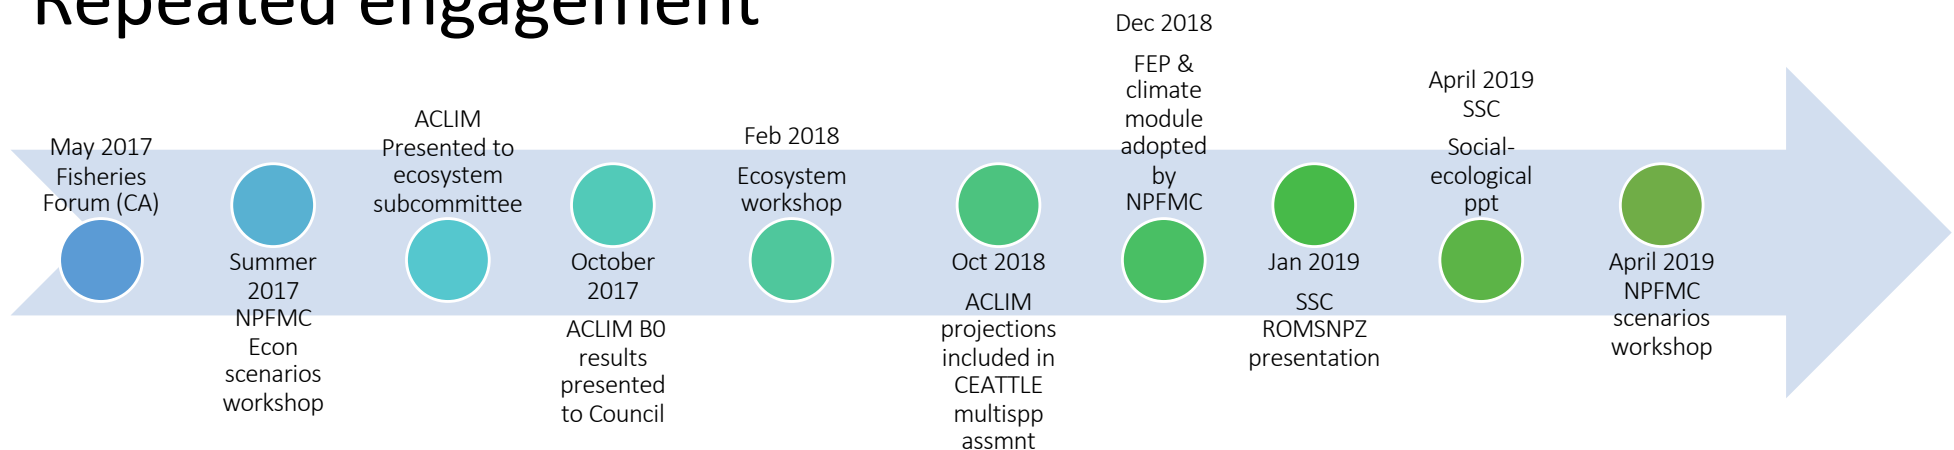 Repeated engagement
May 2017
Fisheries
Forum (CA)
Summer
2017
NPFMC
Econ
scenarios
workshop
ACLIM
Presented to
ecosystem
subcommittee
October
2017
ACLIM B0
results
presented
to Council
Feb 2018
Ecosystem
workshop
Oct 2018
ACLIM
projections
included in
CEATTLE
multispp
assmnt
Dec 2018
FEP &
climate
module
adopted
by
NPFMC
Jan 2019
SSC
ROMSNPZ
presentation
April 2019
SSC
Social-
ecological
ppt
April 2019
NPFMC
scenarios
workshop